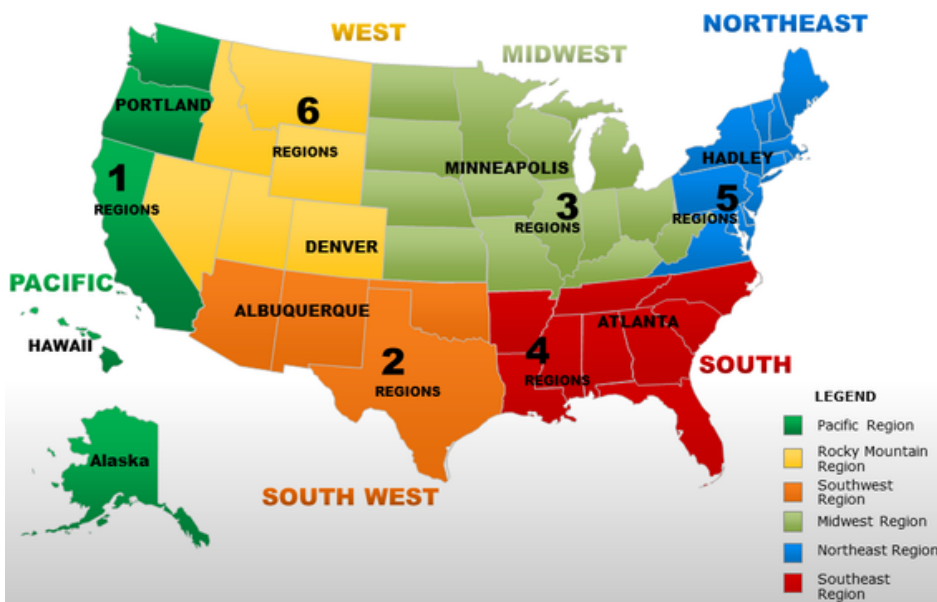 NORTHEAST
WEST
MIDWEST
PORTLAND
6
REGIONS
MINNEAPOLIS
HADLEY
1
REGIONS
3
REGIONS
5
REGIONS
DENVER
PACIFIC
ALBUQUERQUE
ATLANTA
HAWAII
2
REGIONS
4
REGIONS
SOUTH
Alaska
SOUTH WEST
LEGEND
Pacific Region
Rocky Mountain
Region
Southwest
Region
Midwest Region
Northeast Region
Southeast
Region